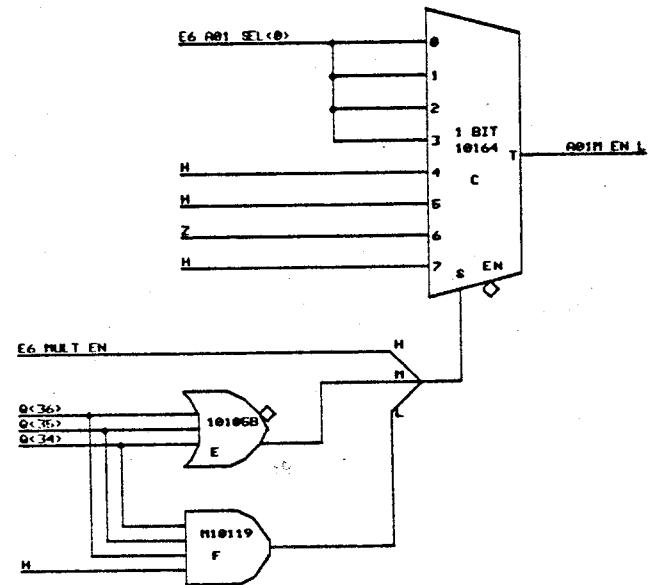 E6 A01 SEL<0>
0
1
2
3
1 BIT
10164
T
A01M EN L
H
4
C
H
5
Z
6
H
7
S
EN
E6 MULT EN
H
M
L
Q<36>
Q<35>
Q<34>
10105B
E
M10119
F
H